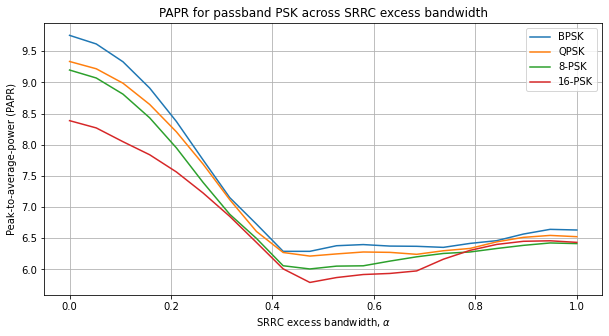 PAPR for passband PSK across SRRC excess bandwidth
BPSK
QPSK
8-PSK
16-PSK
Peak-to-average-power (PAPR)
9.5
9.0
8.5
8.0
7.5
7.0
6.5
6.0
0.0 0.2 0.4 0.6 0.8 1.0
SRRC excess bandwidth, α